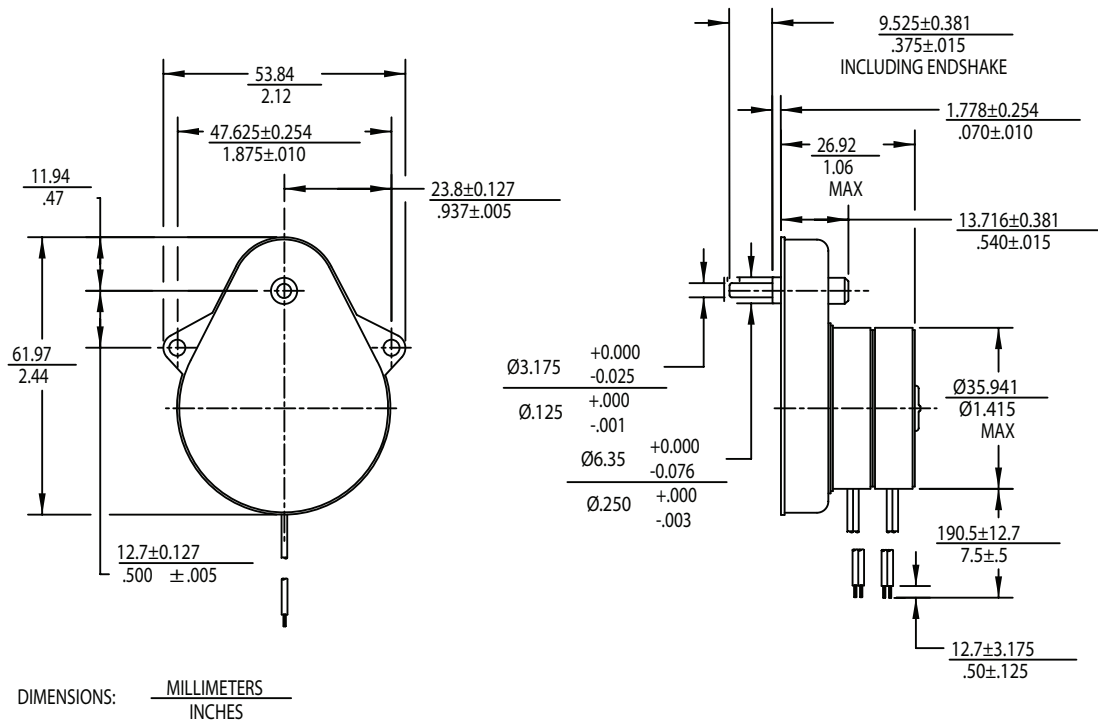 53.84
2.12
47.625±0.254
1.875±.010
11.94
.47
23.8±0.127
.937±.005
61.97
2.44
12.7±0.127
.500 ±.005
9.525±0.381
.375±.015
INCLUDING ENDSHAKE
1.778±0.254
.070±.010
26.92
1.06
MAX
13.716±0.381
.540±.015
Ø3.175 +0.000
-0.025
Ø.125 +.000
-.001
Ø6.35 +0.000
-0.076
Ø.250 +.000
-.003
Ø35.941
Ø1.415
MAX
190.5±12.7
7.5±.5
12.7±3.175
.50±.125
DIMENSIONS: MILLIMETERS
INCHES